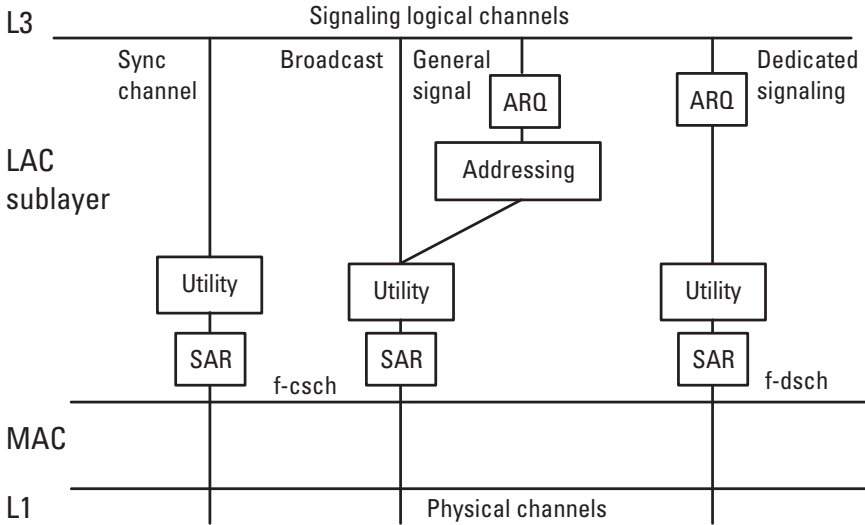 L3
Signaling logical channels
Sync
channel
Broadcast
General
signal
Dedicated
signaling
ARQ
ARQ
LAC
sublayer
Addressing
Utility
Utility
Utility
SAR
SAR
SAR
f-csch
f-dsch
MAC
L1
Physical channels